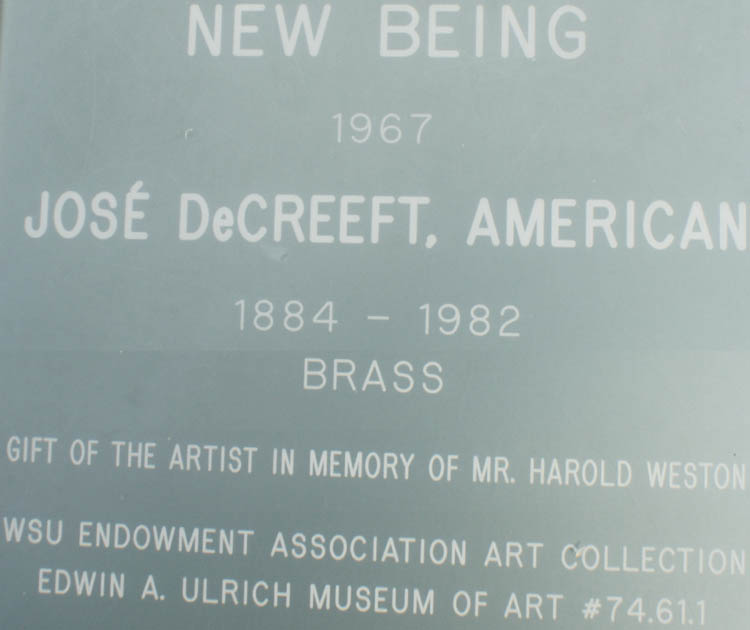 NEW BEING
1967
JOSÉ DeCREEFT, AMERICAN
1884 – 1982
BRASS
GIFT OF THE ARTIST IN MEMORY OF MR. HAROLD WESTON
WSU ENDOWMENT ASSOCIATION ART COLLECTION
EDWIN A. ULRICH MUSEUM OF ART #74.61.1